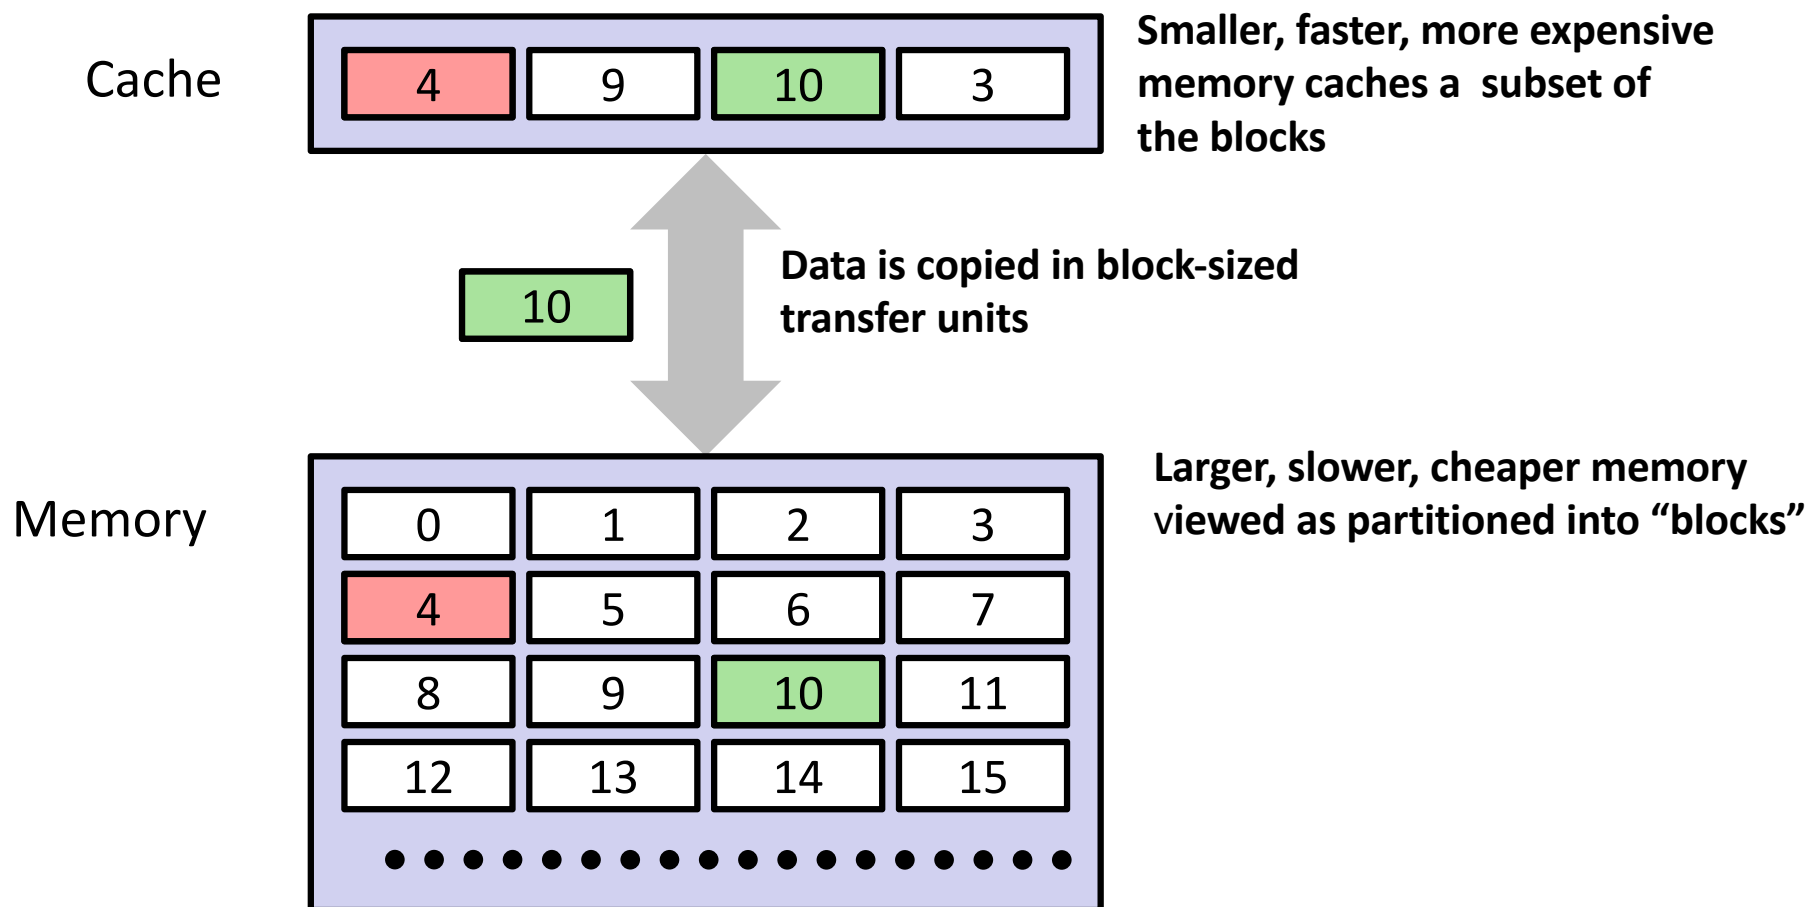 Cache
4 9 10 3
Smaller, faster, more expensive
memory caches a  subset of
the blocks
10
Data is copied in block-sized
transfer units
Memory
0 1 2 3
4 5 6 7
8 9 10 11
12 13 14 15
Larger, slower, cheaper memory
viewed as partitioned into “blocks”